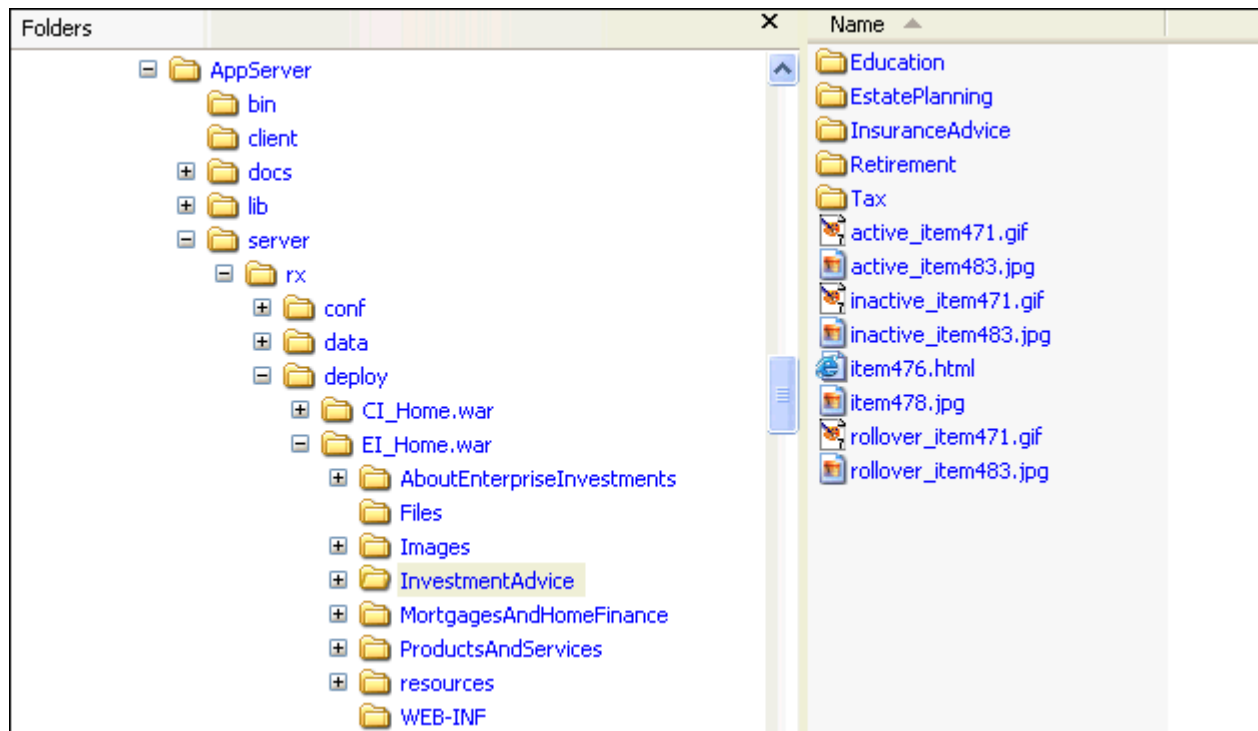 Folders
AppServer
bin
client
docs
lib
server
rx
conf
data
deploy
CI_Home.war
EI_Home.war
AboutEnterpriseInvestments
Files
Images
InvestmentAdvice
MortgagesAndHomeFinance
ProductsAndServices
resources
WEB-INF
Name
Education
EstatePlanning
InsuranceAdvice
Retirement
Tax
active_item471.gif
active_item483.jpg
inactive_item471.gif
inactive_item483.jpg
item476.html
item478.jpg
rollover_item471.gif
rollover_item483.jpg